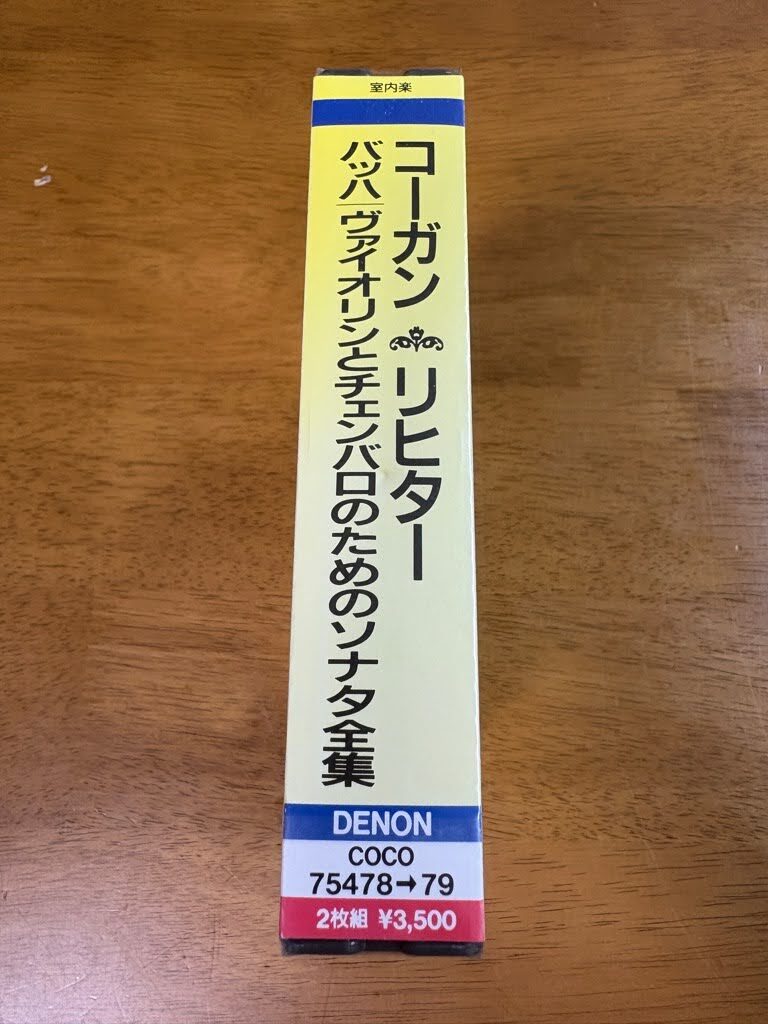 室内楽
コーガン リヒター
バッハ|ヴァイオリンとチェンバロのためのソナタ全集
DENON
COCO
75478→79
2枚組 ¥3,500